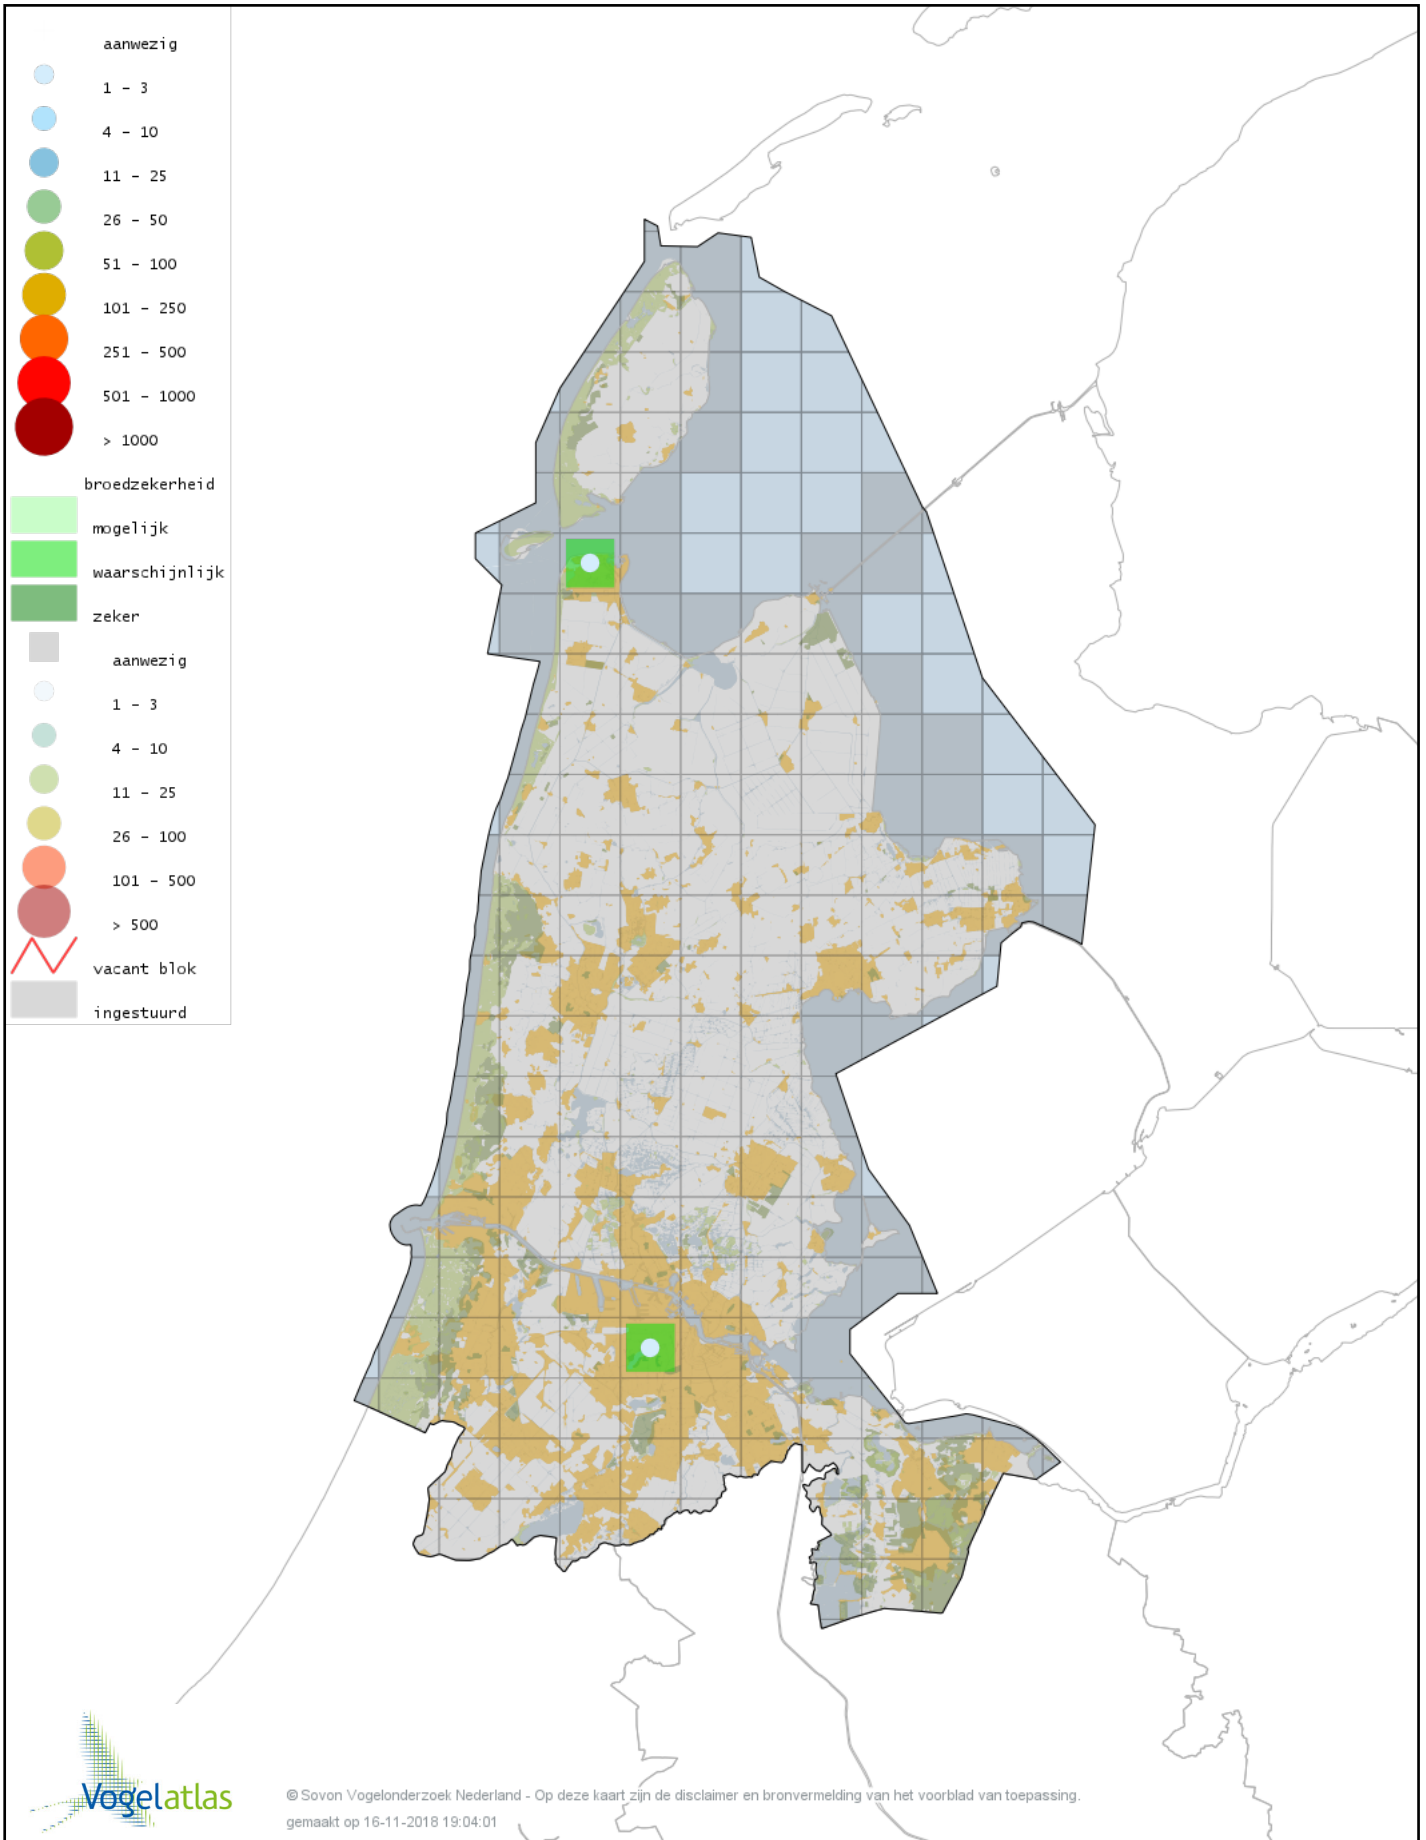 aanwezig
1 - 3
4 - 10
11 - 25
26 - 50
51 - 100
101 - 250
251 - 500
501 - 1000
> 1000
broedzekerheid
mogelijk
waarschijnlijk
zeker
aanwezig
1 - 3
4 - 10
11 - 25
26 - 100
101 - 500
> 500
vacant blok
ingestuurd
Vogelatlas
© Sovon Vogelonderzoek Nederland - Op deze kaart zijn de disclaimer en bronvermelding van het voorblad van toepassing.
gemaakt op 16-11-2018 19:04:01